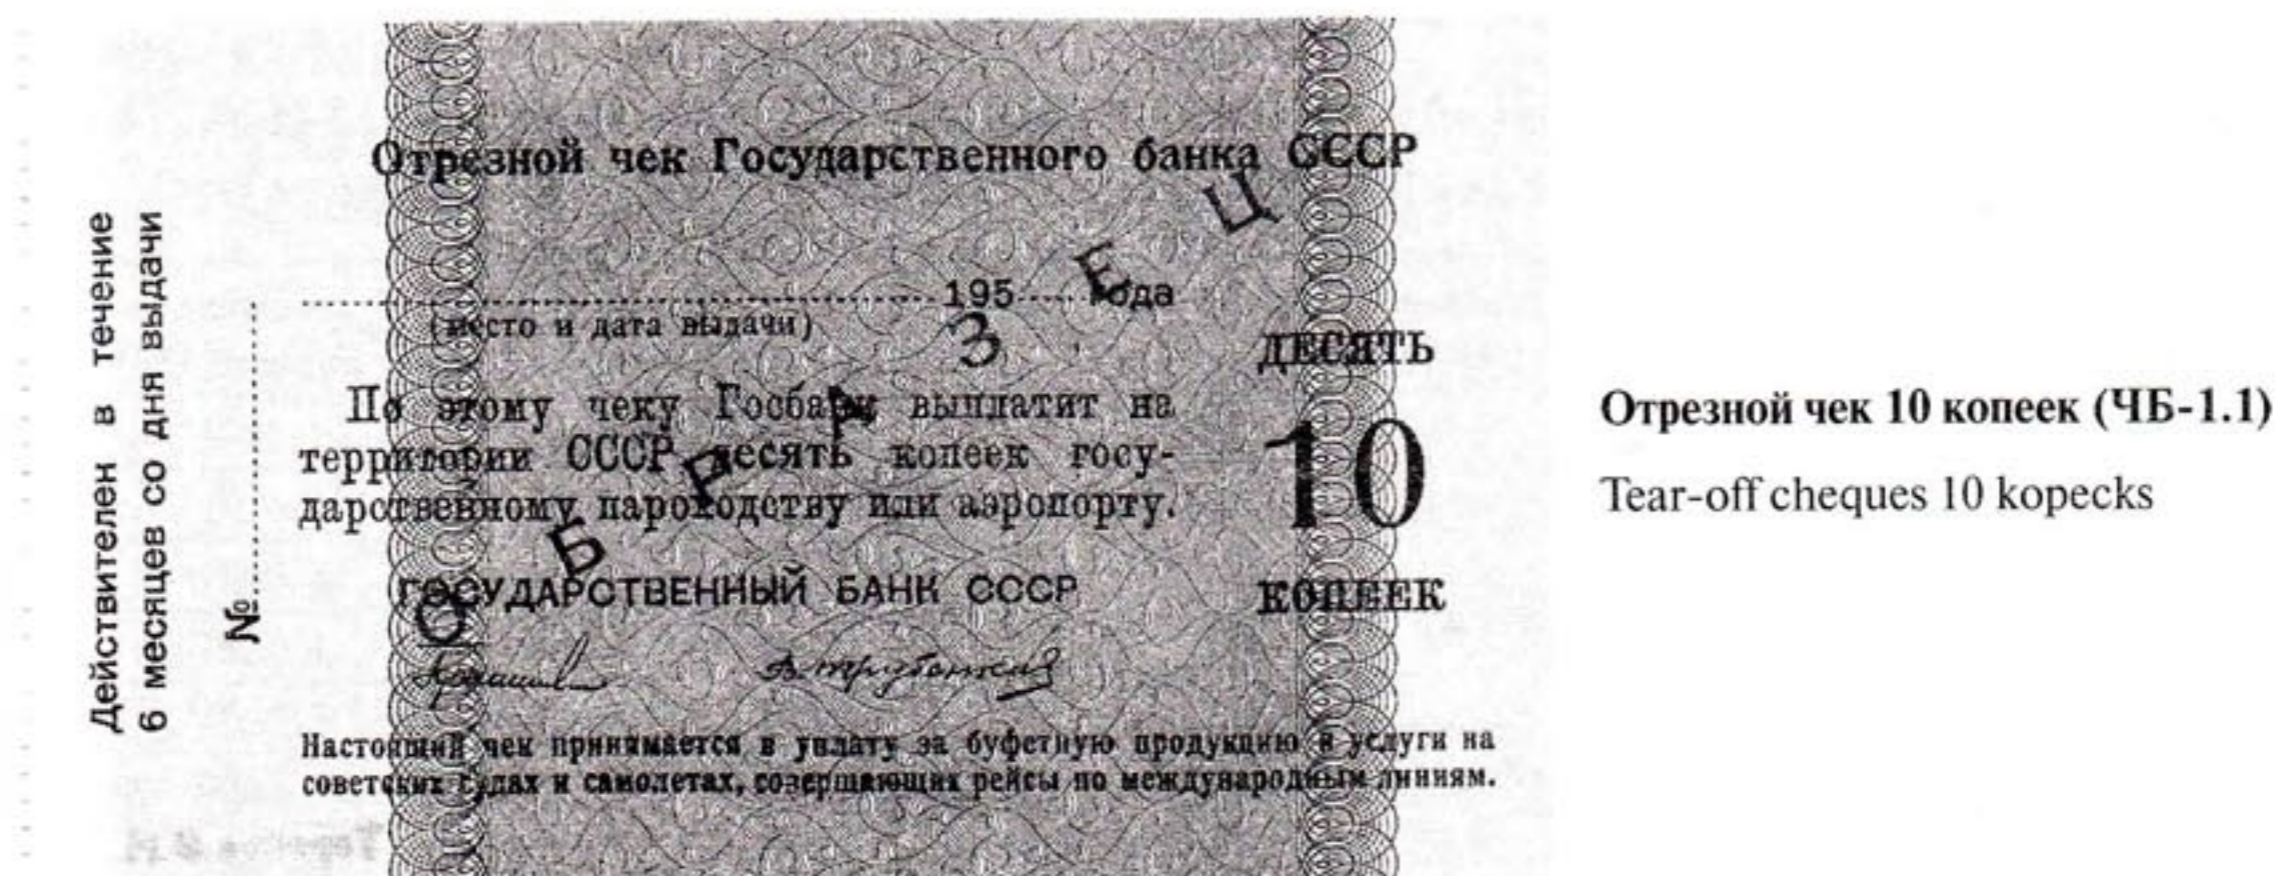 Отрезной чек Государственного банка СССР
195 года
(место и дата выдачи)
По этому чеку Госбанк выплатит на
территории СССР десять копеек госу-
дарственному пароходству или аэропорту.
ГОСУДАРСТВЕННЫЙ БАНК СССР
Настоящий чек принимается в уплату за буфетную продукцию и услуги на
советских судах и самолетах, совершающих рейсы по международным линиям.
ДЕСЯТЬ
10
КОПЕЕК
ОБРАЗЕЦ
Действителен в течение
6 месяцев со дня выдачи
№
Отрезной чек 10 копеек (ЧБ-1.1)
Tear-off cheques 10 kopecks